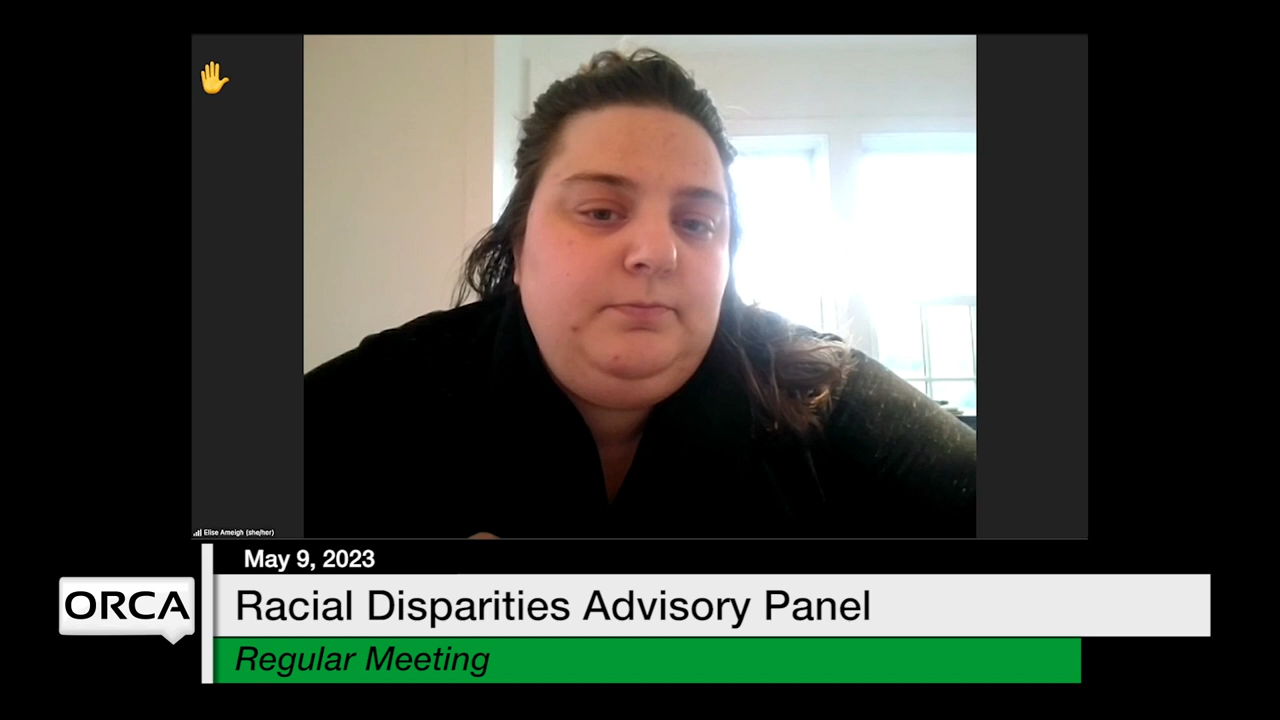 Elise Ameigh (she/her)
May 9, 2023
ORCA
Racial Disparities Advisory Panel
Regular Meeting